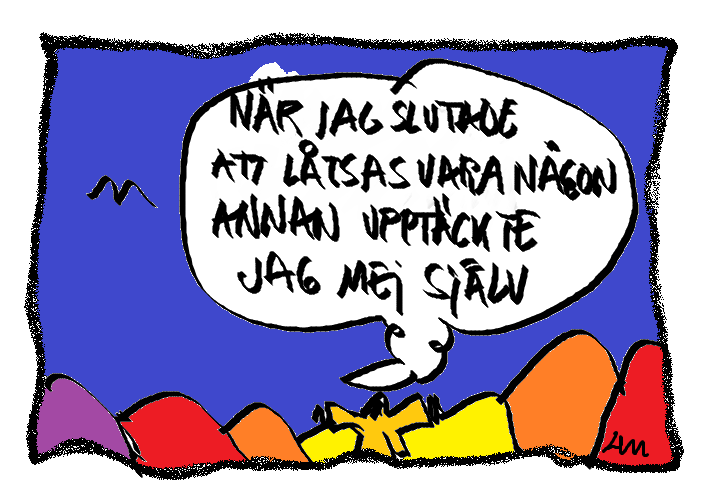 NÄR JAG SLUTADE
ATT LÅTSAS VARA NÅGON
ANNAN UPPTÄCKTE
JAG MEJ SJÄLV